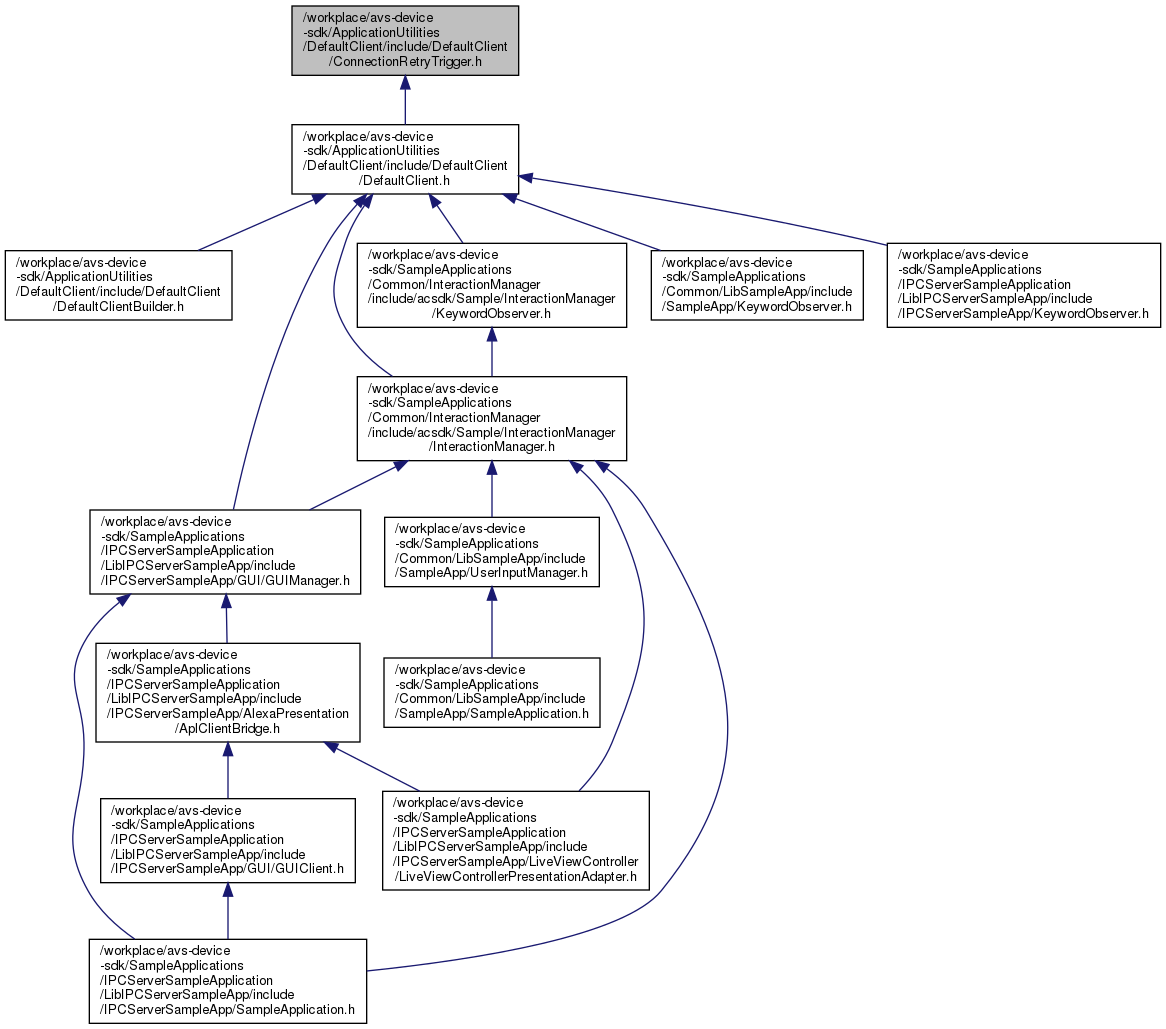 /workplace/avs-device
-sdk/ApplicationUtilities
/DefaultClient/include/DefaultClient
/ConnectionRetryTrigger.h
/workplace/avs-device
-sdk/ApplicationUtilities
/DefaultClient/include/DefaultClient
/DefaultClient.h
/workplace/avs-device
-sdk/ApplicationUtilities
/DefaultClient/include/DefaultClient
/DefaultClientBuilder.h
/workplace/avs-device
-sdk/SampleApplications
/Common/InteractionManager
/include/acsdk/Sample/InteractionManager
/KeywordObserver.h
/workplace/avs-device
-sdk/SampleApplications
/Common/LibSampleApp/include
/SampleApp/KeywordObserver.h
/workplace/avs-device
-sdk/SampleApplications
/IPCServerSampleApplication
/LibIPCServerSampleApp/include
/IPCServerSampleApp/KeywordObserver.h
/workplace/avs-device
-sdk/SampleApplications
/Common/InteractionManager
/include/acsdk/Sample/InteractionManager
/InteractionManager.h
/workplace/avs-device
-sdk/SampleApplications
/IPCServerSampleApplication
/LibIPCServerSampleApp/include
/IPCServerSampleApp/GUI/GUIManager.h
/workplace/avs-device
-sdk/SampleApplications
/Common/LibSampleApp/include
/SampleApp/UserInputManager.h
/workplace/avs-device
-sdk/SampleApplications
/IPCServerSampleApplication
/LibIPCServerSampleApp/include
/IPCServerSampleApp/AlexaPresentation
/AplClientBridge.h
/workplace/avs-device
-sdk/SampleApplications
/Common/LibSampleApp/include
/SampleApp/SampleApplication.h
/workplace/avs-device
-sdk/SampleApplications
/IPCServerSampleApplication
/LibIPCServerSampleApp/include
/IPCServerSampleApp/GUI/GUIClient.h
/workplace/avs-device
-sdk/SampleApplications
/IPCServerSampleApplication
/LibIPCServerSampleApp/include
/IPCServerSampleApp/LiveViewController
/LiveViewControllerPresentationAdapter.h
/workplace/avs-device
-sdk/SampleApplications
/IPCServerSampleApplication
/LibIPCServerSampleApp/include
/IPCServerSampleApp/SampleApplication.h